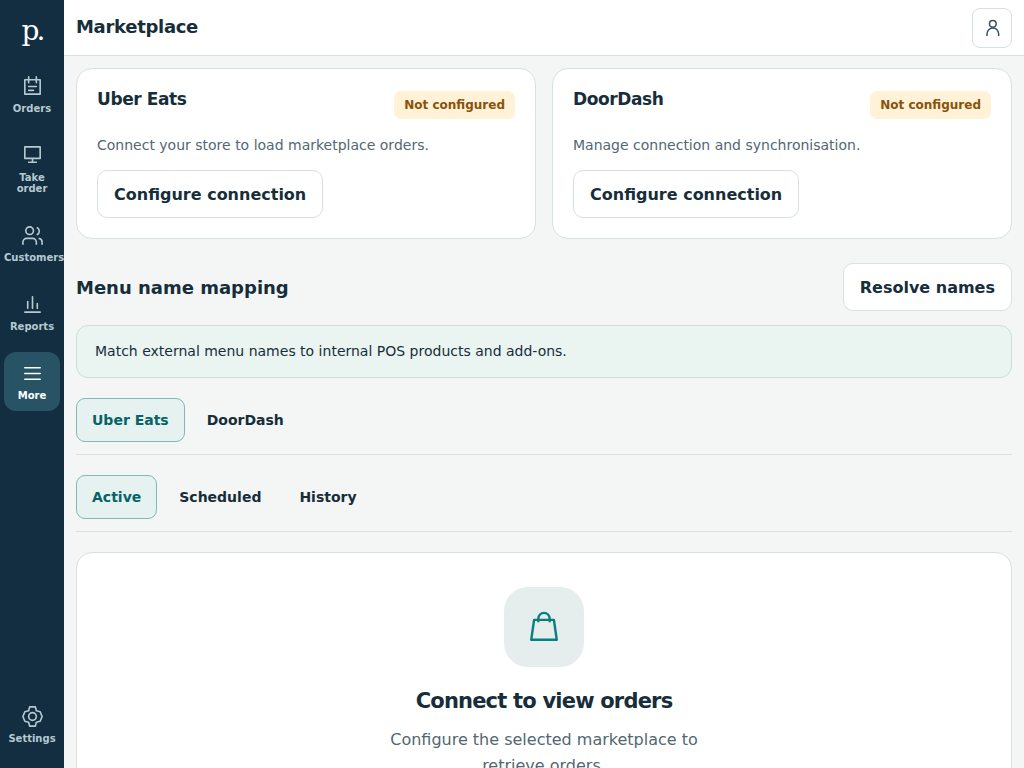 p.
Marketplace
Orders
Take
order
Customers
Reports
More
Settings
Uber Eats
Not configured
Connect your store to load marketplace orders.
Configure connection
DoorDash
Not configured
Manage connection and synchronisation.
Configure connection
Menu name mapping
Resolve names
Match external menu names to internal POS products and add-ons.
Uber Eats
DoorDash
Active
Scheduled
History
Connect to view orders
Configure the selected marketplace to
retrieve orders.